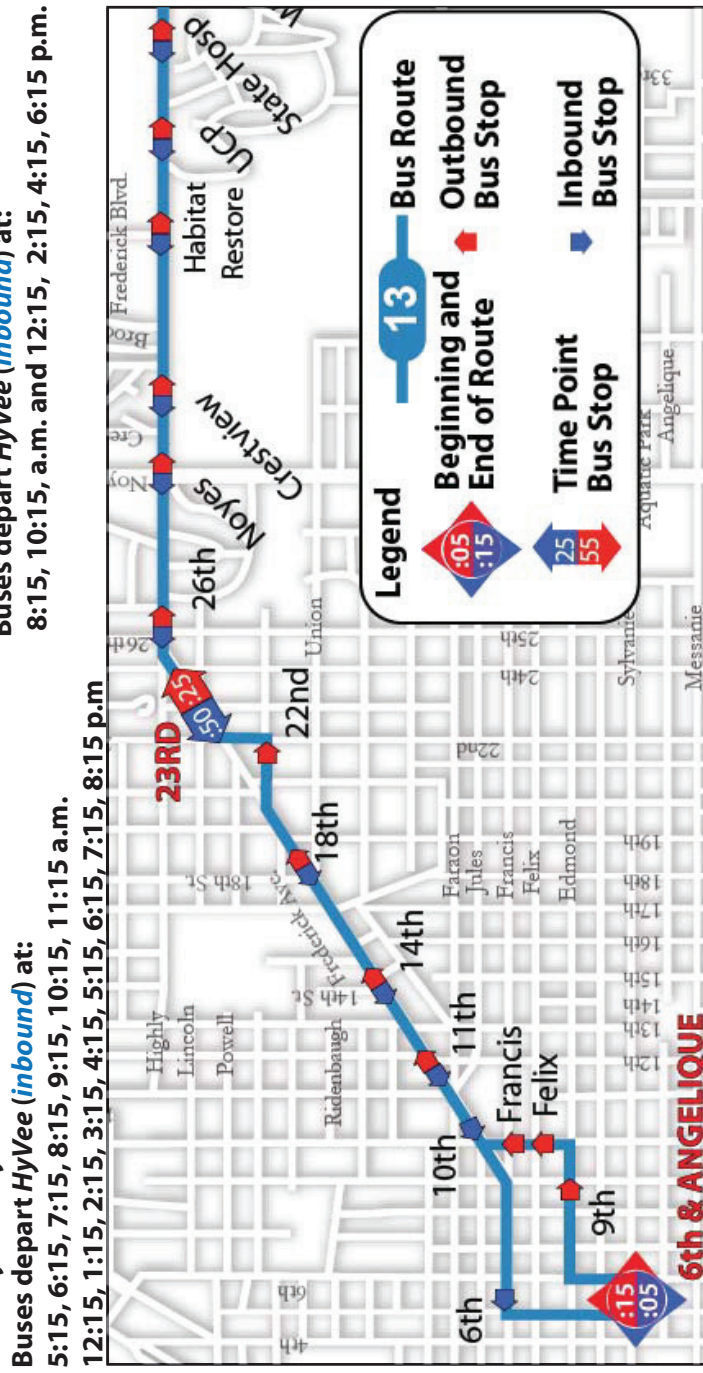 Buses depart HyVee (inbound) at:
5:15, 6:15, 7:15, 8:15, 9:15, 10:15, 11:15 a.m.
12:15, 1:15, 2:15, 3:15, 4:15, 5:15, 6:15, 7:15, 8:15 p.m
Buses depart HyVee (inbound) at:
8:15, 10:15, a.m. and 12:15, 2:15, 4:15, 6:15 p.m.
State Hosp
UCP
Habitat
Restore
Frederick Blvd.
Crestview
Noyes
26th
26th
23RD
:50 :25
22nd
22nd
18th
18th St.
Frederick Ave.
14th
14th St
11th
10th
Francis
Felix
9th
6th
6th
4th
:15
:05
6th & ANGELIQUE
Highly
Lincoln
Powell
Ridenbaugh
Union
Faraon
Jules
Francis
Felix
Edmond
12th
13th
14th
15th
16th
17th
18th
19th
24th
25th
33rd
Sylvanie
Messanie
Aquatic Park
Angelique
Legend
:05
:15
Beginning and
End of Route
13
Bus Route
Outbound
Bus Stop
25
55
Time Point
Bus Stop
Inbound
Bus Stop